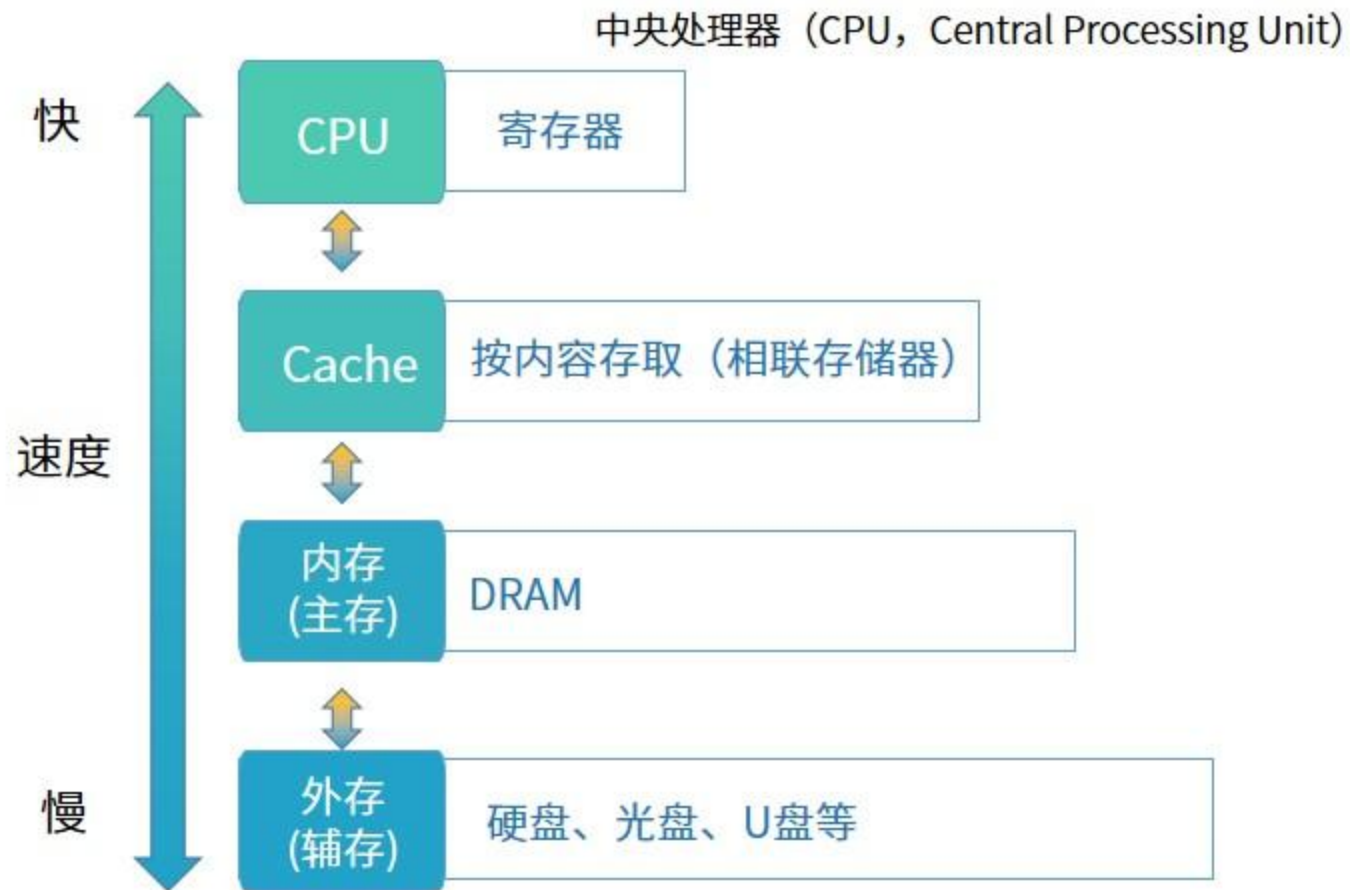 中央处理器（CPU，Central Processing Unit）
快
CPU
寄存器
Cache
按内容存取（相联存储器）
速度
内存
(主存)
DRAM
慢
外存
(辅存)
硬盘、光盘、U盘等